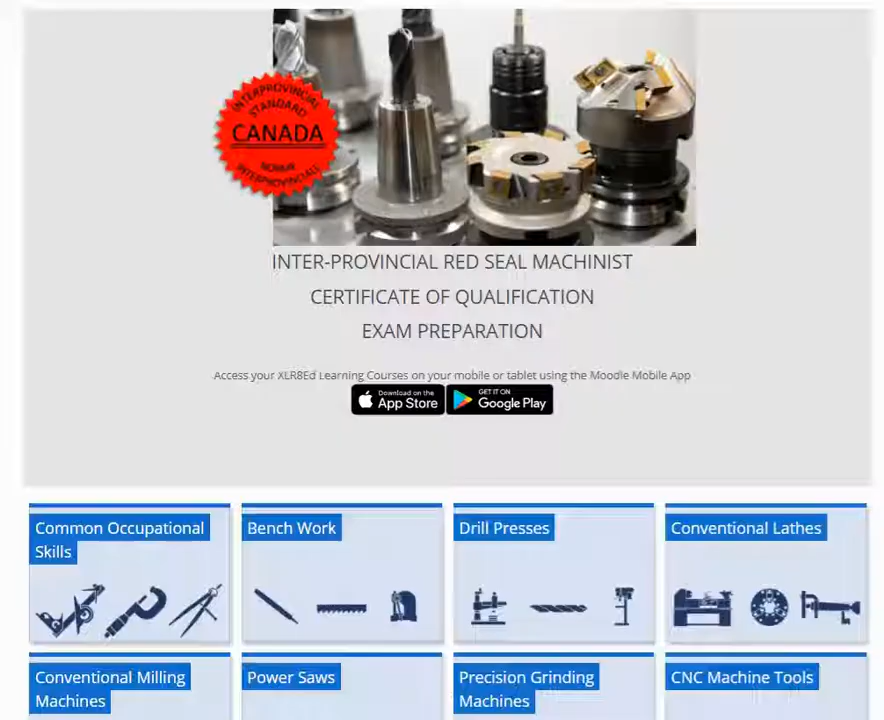 INTERPROVINCIAL
STANDARD
CANADA
NORME
INTERPROVINCIALE
INTER-PROVINCIAL RED SEAL MACHINIST
CERTIFICATE OF QUALIFICATION
EXAM PREPARATION
Access your XLR8Ed Learning Courses on your mobile or tablet using the Moodle Mobile App
Download on the
App Store
GET IT ON
Google Play
Common Occupational
Skills
Bench Work
Drill Presses
Conventional Lathes
Conventional Milling
Machines
Power Saws
Precision Grinding
Machines
CNC Machine Tools